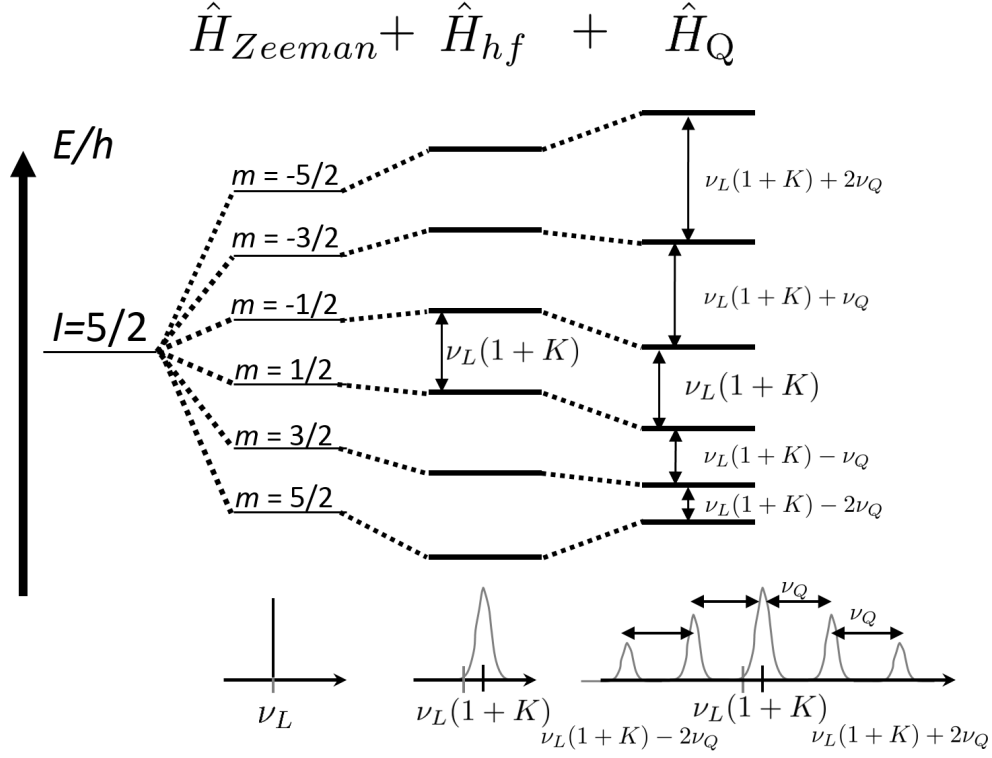 Ĥ_Zeeman + Ĥ_hf + Ĥ_Q
E/h
I=5/2
m = -5/2
m = -3/2
m = -1/2
m = 1/2
m = 3/2
m = 5/2
ν_L(1 + K)
ν_L(1 + K) + 2ν_Q
ν_L(1 + K) + ν_Q
ν_L(1 + K)
ν_L(1 + K) − ν_Q
ν_L(1 + K) − 2ν_Q
ν_L
ν_L(1 + K)
ν_Q
ν_Q
ν_L(1 + K)
ν_L(1 + K) − 2ν_Q
ν_L(1 + K) + 2ν_Q